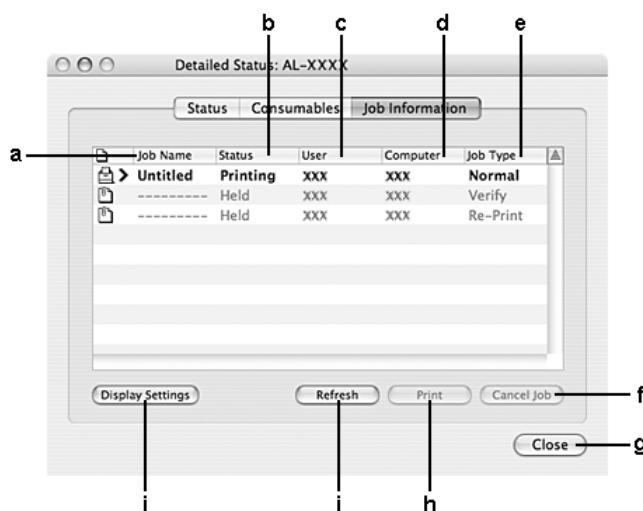 b c d e
Detailed Status: AL-XXXX
Status Consumables Job Information
a
Job Name Status User Computer Job Type
Untitled Printing XXX XXX Normal
--------- Held XXX XXX Verify
--------- Held XXX XXX Re-Print
Display Settings Refresh Print Cancel Job f
Close g
j i h